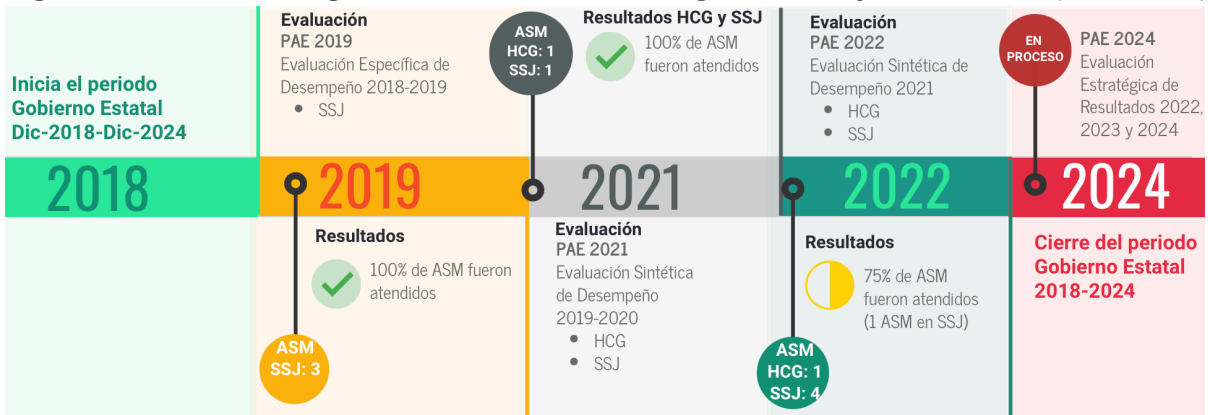 Inicia el periodo
Gobierno Estatal
Dic-2018-Dic-2024
2018
Evaluación
PAE 2019
Evaluación Específica de
Desempeño 2018-2019
• SSJ
2019
Resultados
100% de ASM fueron
atendidos
ASM
SSJ: 3
ASM
HCG: 1
SSJ: 1
Resultados HCG y SSJ
100% de ASM
fueron atendidos
2021
Evaluación
PAE 2021
Evaluación Sintética
de Desempeño
2019-2020
• HCG
• SSJ
Evaluación
PAE 2022
Evaluación Sintética de
Desempeño 2021
• HCG
• SSJ
2022
Resultados
75% de ASM
fueron atendidos
(1 ASM en SSJ)
ASM
HCG: 1
SSJ: 4
EN
PROCESO
PAE 2024
Evaluación
Estratégica de
Resultados 2022,
2023 y 2024
2024
Cierre del periodo
Gobierno Estatal
2018-2024